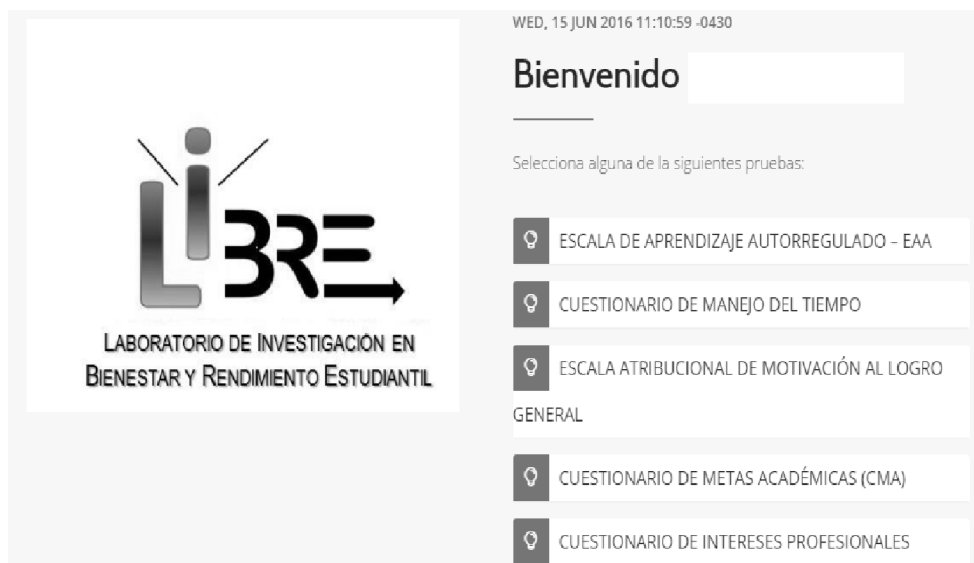 LIBRE
LABORATORIO DE INVESTIGACIÓN EN
BIENESTAR Y RENDIMIENTO ESTUDIANTIL
WED, 15 JUN 2016 11:10:59 -0430
Bienvenido
Selecciona alguna de la siguientes pruebas:
ESCALA DE APRENDIZAJE AUTORREGULADO – EAA
CUESTIONARIO DE MANEJO DEL TIEMPO
ESCALA ATRIBUCIONAL DE MOTIVACIÓN AL LOGRO
GENERAL
CUESTIONARIO DE METAS ACADÉMICAS (CMA)
CUESTIONARIO DE INTERESES PROFESIONALES